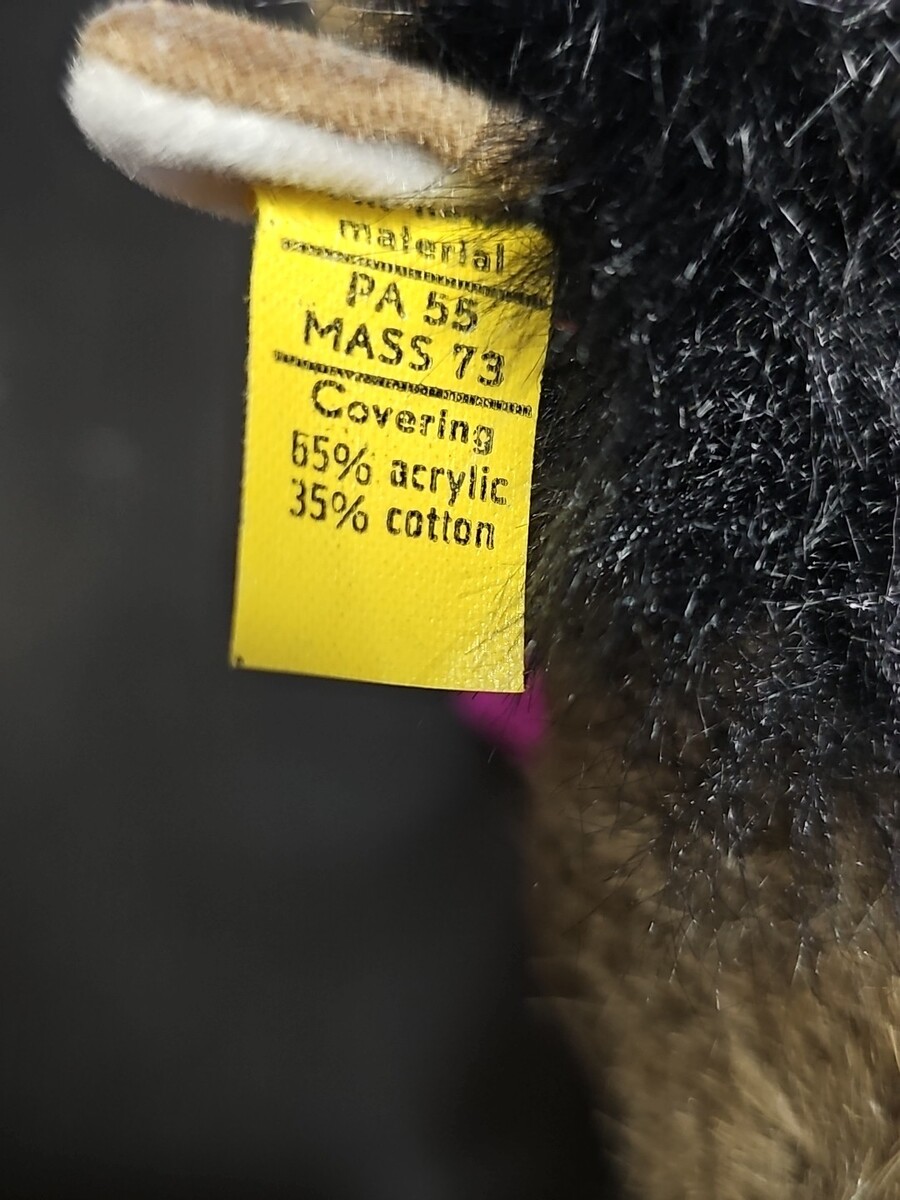 material
PA 55
MASS 73
Covering
65% acrylic
35% cotton